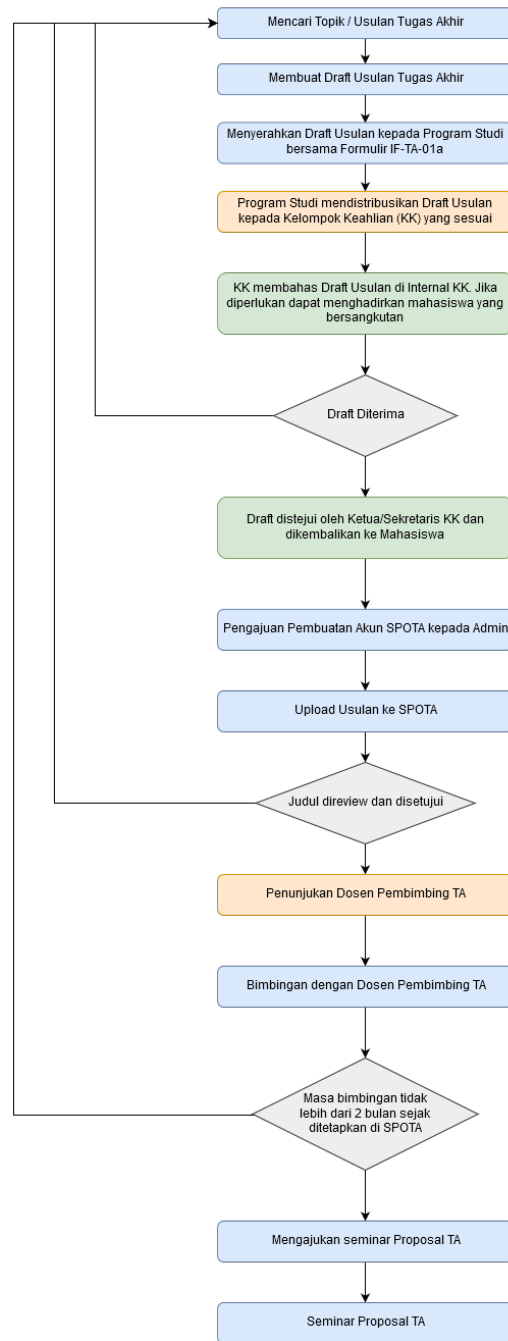 Mencari Topik / Usulan Tugas Akhir
Membuat Draft Usulan Tugas Akhir
Menyerahkan Draft Usulan kepada Program Studi
bersama Formulir IF-TA-01a
Program Studi mendistribusikan Draft Usulan
kepada Kelompok Keahlian (KK) yang sesuai
KK membahas Draft Usulan di Internal KK. Jika
diperlukan dapat menghadirkan mahasiswa yang
bersangkutan
Draft Diterima
Draft distejui oleh Ketua/Sekretaris KK dan
dikembalikan ke Mahasiswa
Pengajuan Pembuatan Akun SPOTA kepada Admin
Upload Usulan ke SPOTA
Judul direview dan disetujui
Penunjukan Dosen Pembimbing TA
Bimbingan dengan Dosen Pembimbing TA
Masa bimbingan tidak
lebih dari 2 bulan sejak
ditetapkan di SPOTA
Mengajukan seminar Proposal TA
Seminar Proposal TA